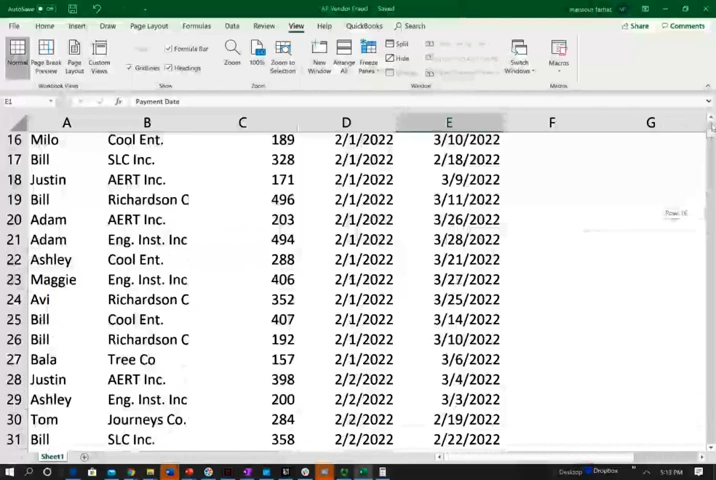 AutoSave Off AF Vendor Fraud Saved
File Home Insert Draw Page Layout Formulas Data Review View Help QuickBooks Search Share Comments
Normal Page Break Preview Page Layout Custom Views Formula Bar Gridlines Headings Zoom 100% Zoom to Selection New Window Arrange All Freeze Panes Split Hide Switch Windows Macros
Workbook Views Show Zoom Window Macros
E1 fx Payment Date
A B C D E F G
16 Milo Cool Ent. 189 2/1/2022 3/10/2022
17 Bill SLC Inc. 328 2/1/2022 2/18/2022
18 Justin AERT Inc. 171 2/1/2022 3/9/2022
19 Bill Richardson C 496 2/1/2022 3/11/2022
Row: 16
20 Adam AERT Inc. 203 2/1/2022 3/26/2022
21 Adam Eng. Inst. Inc 494 2/1/2022 3/28/2022
22 Ashley Cool Ent. 288 2/1/2022 3/21/2022
23 Maggie Eng. Inst. Inc 406 2/1/2022 3/27/2022
24 Avi Richardson C 352 2/1/2022 3/25/2022
25 Bill Cool Ent. 407 2/1/2022 3/14/2022
26 Bill Richardson C 192 2/1/2022 3/10/2022
27 Bala Tree Co 157 2/1/2022 3/6/2022
28 Justin AERT Inc. 398 2/2/2022 3/4/2022
29 Ashley Eng. Inst. Inc 200 2/2/2022 3/3/2022
30 Tom Journeys Co. 284 2/2/2022 2/19/2022
31 Bill SLC Inc. 358 2/2/2022 2/22/2022
Sheet1
Desktop Dropbox 5:13 PM